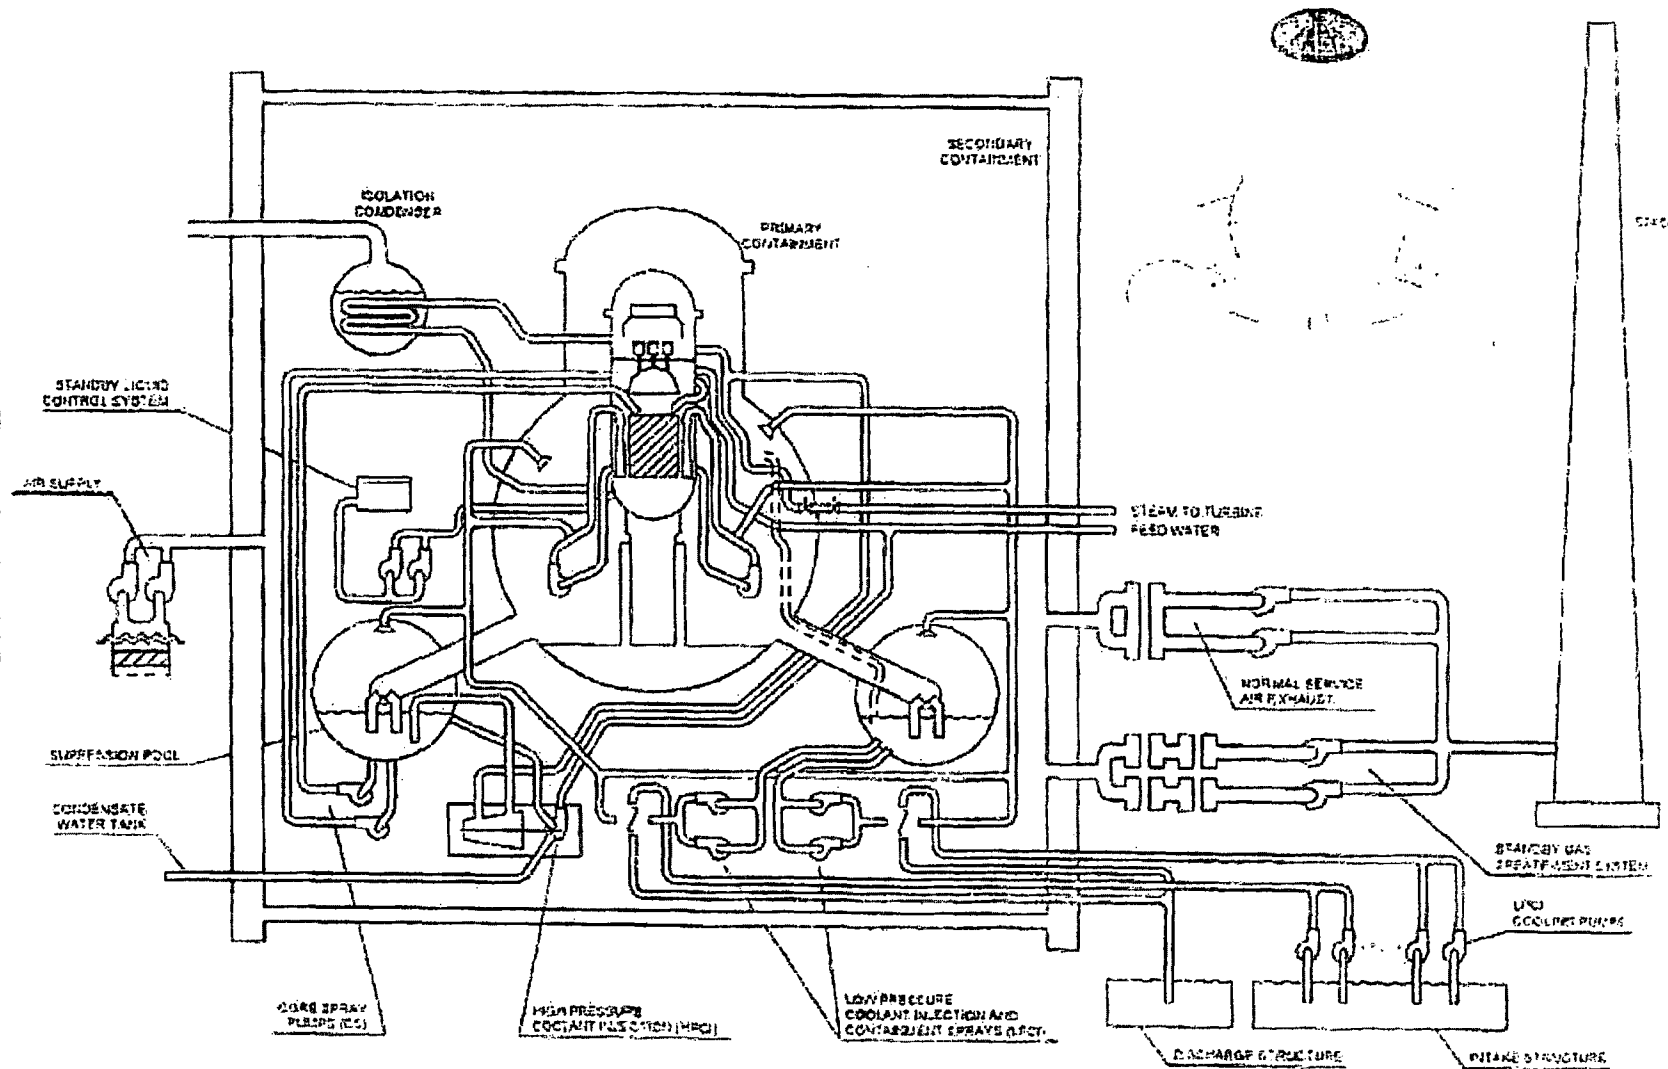 SECONDARY
CONTAINMENT
ISOLATION
CONDENSER
PRIMARY
CONTAINMENT
STANDBY LIQUID
CONTROL SYSTEM
AIR SUPPLY
STEAM TO TURBINE
FEED WATER
NORMAL SERVICE
AIR EXHAUST
SUPPRESSION POOL
CONDENSATE
WATER TANK
STANDBY GAS
TREATMENT SYSTEM
LPCI
COOLING PUMPS
CORE SPRAY
PUMPS (CS)
HIGH PRESSURE
COOLANT INJECTION (HPCI)
LOW PRESSURE
COOLANT INJECTION AND
CONTAINMENT SPRAYS (LPCI)
DISCHARGE STRUCTURE
INTAKE STRUCTURE